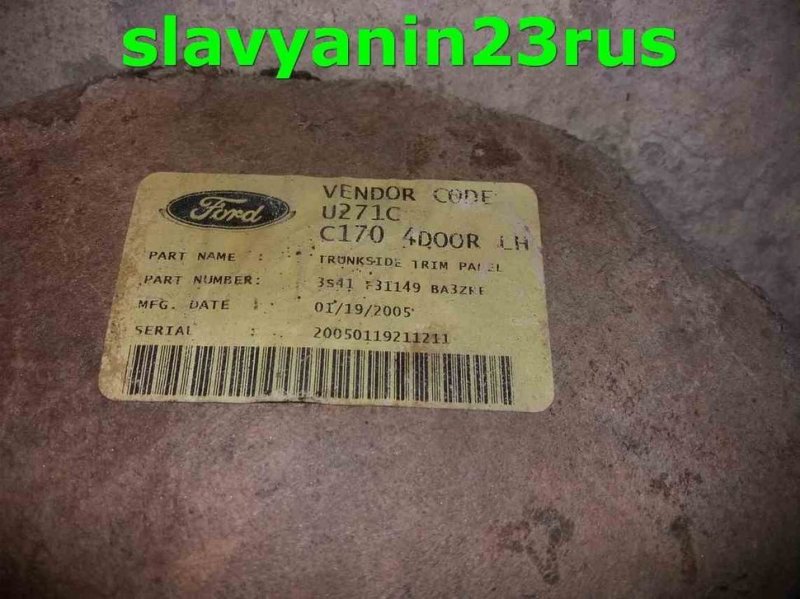 slavyanin23rus
Ford
VENDOR CODE
U271C
C170 4DOOR LH
PART NAME : TRUNKSIDE TRIM PANEL
PART NUMBER: 3S41 F31149
MFG. DATE : 01/19/2005
SERIAL : 20050119211211